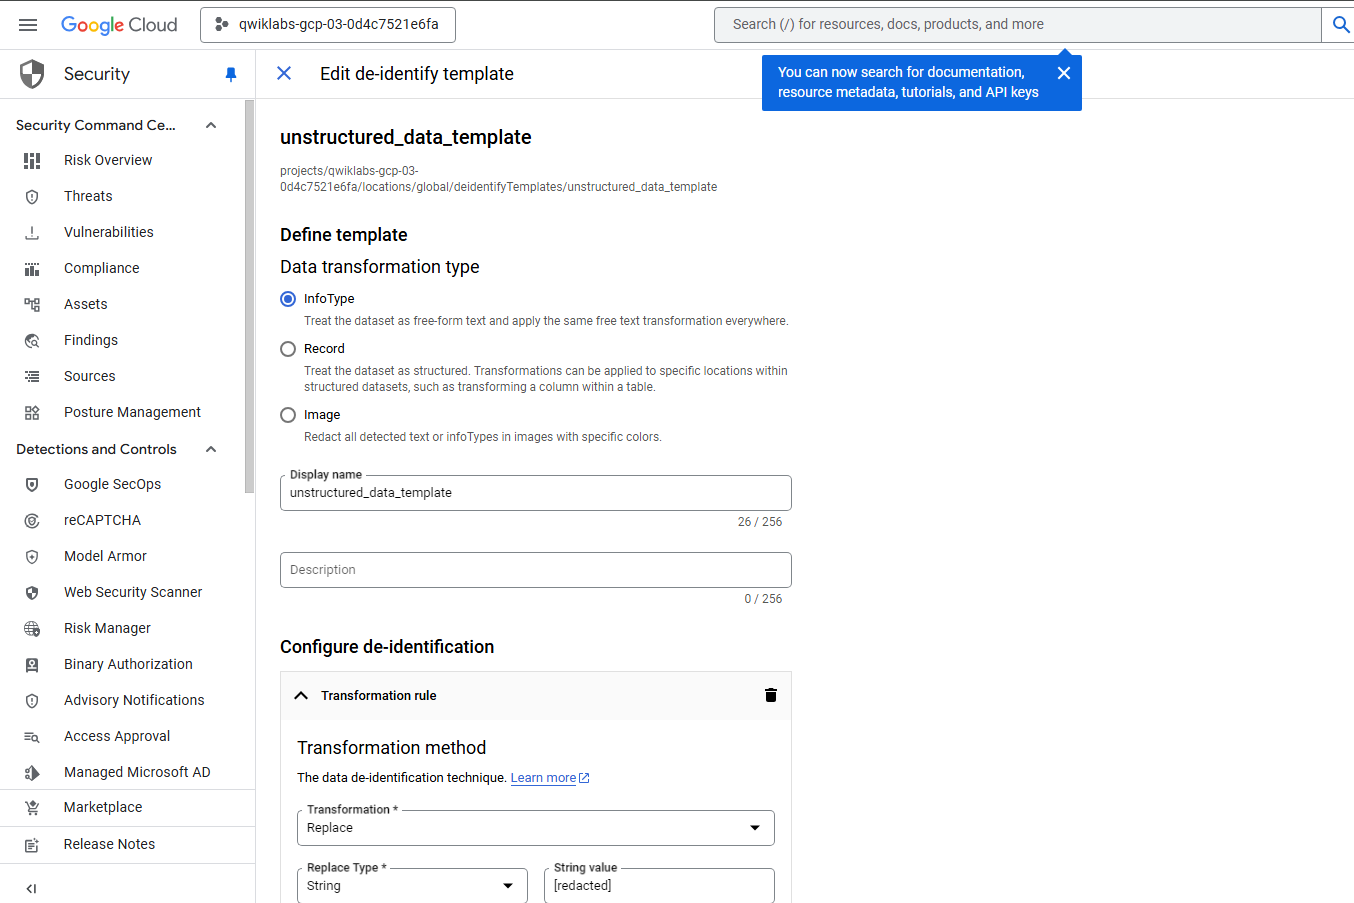 Google Cloud
qwiklabs-gcp-03-0d4c7521e6fa
Search (/) for resources, docs, products, and more
You can now search for documentation,
resource metadata, tutorials, and API keys
Security
Edit de-identify template
Security Command Ce...
Risk Overview
Threats
Vulnerabilities
Compliance
Assets
Findings
Sources
Posture Management
Detections and Controls
Google SecOps
reCAPTCHA
Model Armor
Web Security Scanner
Risk Manager
Binary Authorization
Advisory Notifications
Access Approval
Managed Microsoft AD
Marketplace
Release Notes
unstructured_data_template
projects/qwiklabs-gcp-03-
0d4c7521e6fa/locations/global/deidentifyTemplates/unstructured_data_template
Define template
Data transformation type
InfoType
Treat the dataset as free-form text and apply the same free text transformation everywhere.
Record
Treat the dataset as structured. Transformations can be applied to specific locations within
structured datasets, such as transforming a column within a table.
Image
Redact all detected text or infoTypes in images with specific colors.
Display name
unstructured_data_template
26 / 256
Description
0 / 256
Configure de-identification
Transformation rule
Transformation method
The data de-identification technique. Learn more
Transformation *
Replace
Replace Type *
String
String value
[redacted]